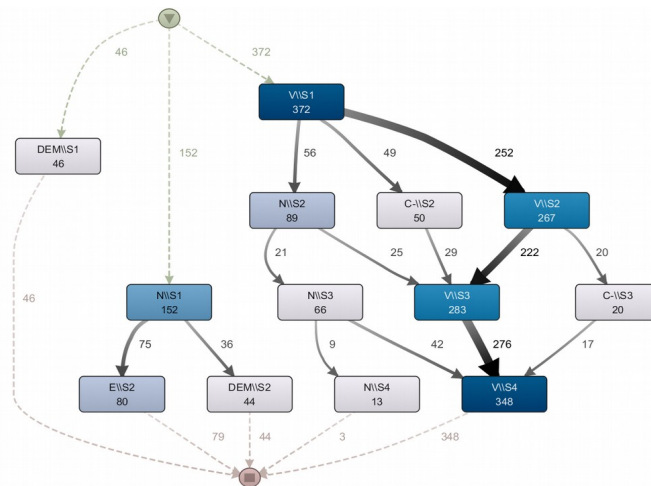 46
372
V\\S1
372
DEM\\S1
46
152
56
49
252
N\\S2
89
C-\\S2
50
V\\S2
267
21
25
29
222
20
46
N\\S1
152
N\\S3
66
V\\S3
283
C-\\S3
20
75
36
9
42
276
17
E\\S2
80
DEM\\S2
44
N\\S4
13
V\\S4
348
79
44
3
348